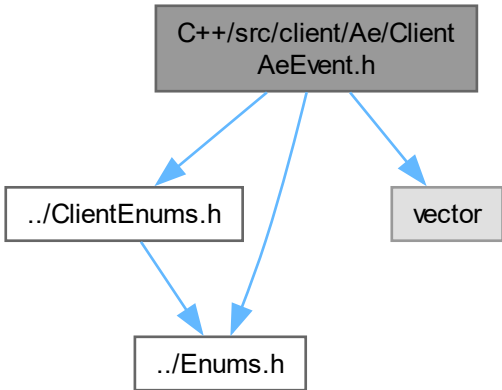 C++/src/client/Ae/Client
AeEvent.h
../ClientEnums.h
vector
../Enums.h